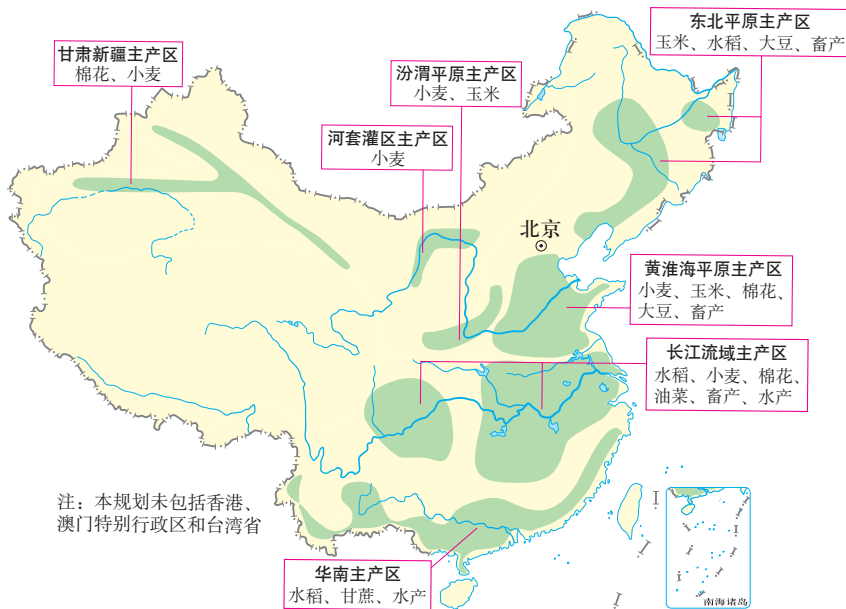 东北平原主产区
玉米、水稻、大豆、畜产
甘肃新疆主产区
棉花、小麦
汾渭平原主产区
小麦、玉米
河套灌区主产区
小麦
北京
黄淮海平原主产区
小麦、玉米、棉花、
大豆、畜产
长江流域主产区
水稻、小麦、棉花、
油菜、畜产、水产
注：本规划未包括香港、
澳门特别行政区和台湾省
华南主产区
水稻、甘蔗、水产
南海诸岛